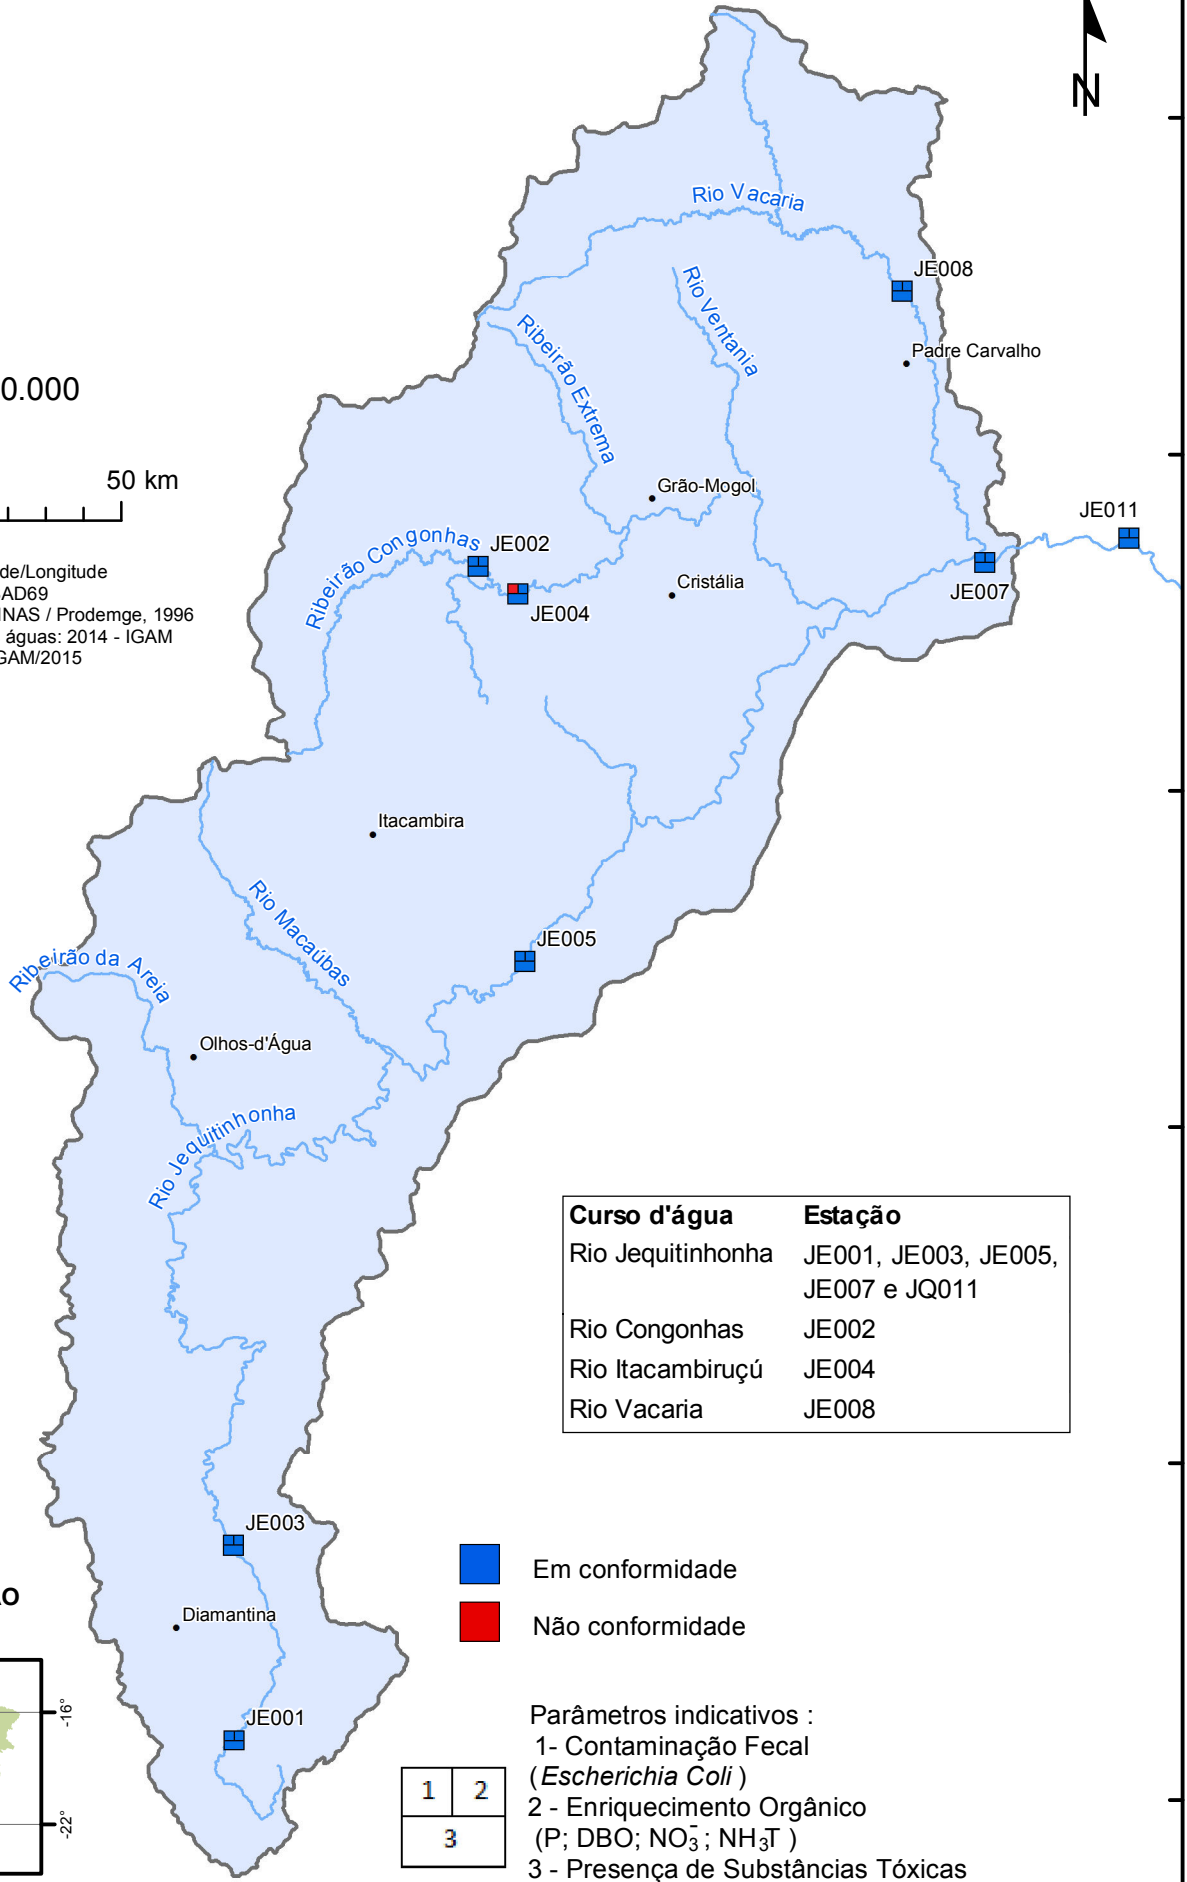 N
Rio Vacaria
JE008
Rio Ventania
Ribeirão Extrema
Padre Carvalho
0.000
50 km
Grão-Mogol
JE011
Ribeirão Congonhas
JE002
de/Longitude
AD69
INAS / Prodemge, 1996
águas: 2014 - IGAM
GAM/2015
Cristália
JE007
JE004
Itacambira
Rio Macaúbas
JE005
Ribeirão da Areia
Olhos-d'Água
Rio Jequitinhonha
Curso d'água Estação
Rio Jequitinhonha JE001, JE003, JE005,
JE007 e JQ011
Rio Congonhas JE002
Rio Itacambiruçú JE004
Rio Vacaria JE008
JE003
Em conformidade
ÃO
Diamantina
Não conformidade
-16°
JE001
Parâmetros indicativos :
1- Contaminação Fecal
(Escherichia Coli )
1 2
2 - Enriquecimento Orgânico
-22°
3
(P; DBO; NO₃⁻; NH₃T )
3 - Presença de Substâncias Tóxicas